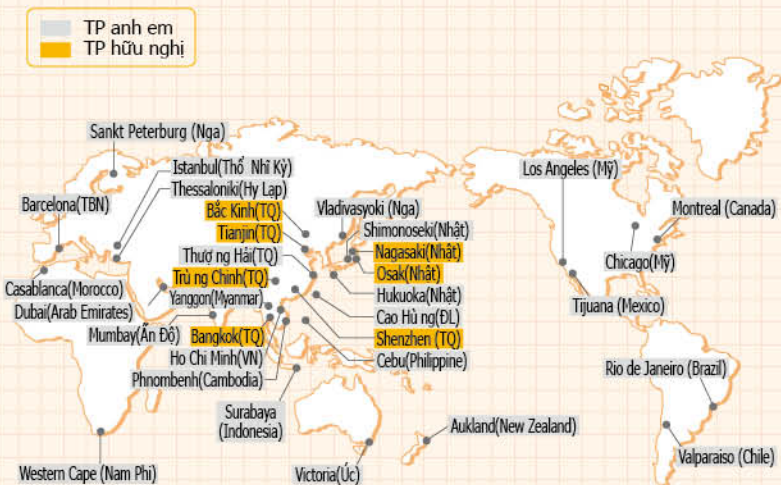 TP anh em
TP hữu nghị
Sankt Peterburg (Nga)
Istanbul(Thổ Nhĩ Kỳ)
Thessaloniki(Hy Lap)
Barcelona(TBN)
Bắc Kinh(TQ)
Tianjin(TQ)
Thượng Hải(TQ)
Trùng Chinh(TQ)
Casablanca(Morocco)
Dubai(Arab Emirates)
Yanggon(Myanmar)
Mumbay(Ấn Độ)
Bangkok(TQ)
Ho Chi Minh(VN)
Phnombenh(Cambodia)
Surabaya
(Indonesia)
Western Cape (Nam Phi)
Vladivasyoki (Nga)
Shimonoseki(Nhật)
Nagasaki(Nhật)
Osak(Nhật)
Hukuoka(Nhật)
Cao Hùng(ĐL)
Shenzhen (TQ)
Cebu(Philippine)
Victoria(Úc)
Aukland(New Zealand)
Los Angeles (Mỹ)
Montreal (Canada)
Chicago(Mỹ)
Tijuana (Mexico)
Rio de Janeiro (Brazil)
Valparaiso (Chile)